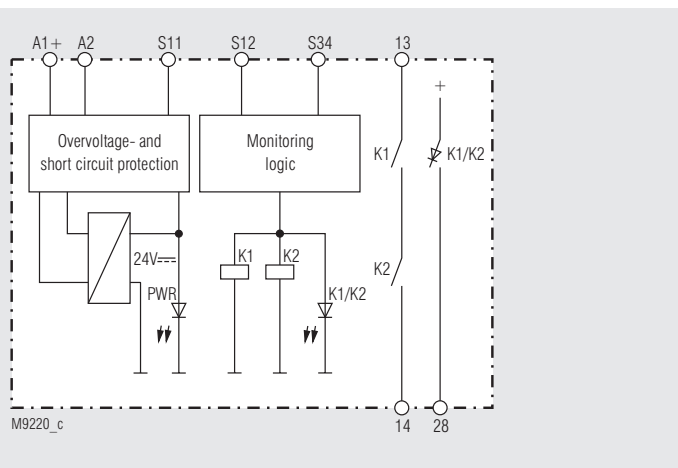 A1+ A2 S11 S12 S34 13
+
Overvoltage- and
short circuit protection
Monitoring
logic
K1
K1/K2
24V
K1
K2
K2
PWR
K1/K2
M9220_c
14
28